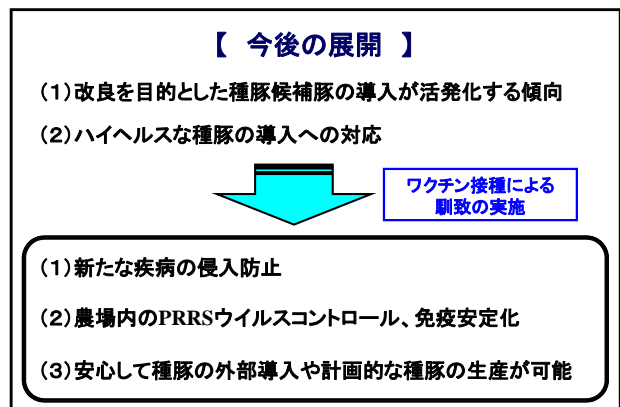 【 今後の展開 】
(1)改良を目的とした種豚候補豚の導入が活発化する傾向
(2)ハイヘルスな種豚の導入への対応
ワクチン接種による
馴致の実施
(1)新たな疾病の侵入防止
(2)農場内のPRRSウイルスコントロール、免疫安定化
(3)安心して種豚の外部導入や計画的な種豚の生産が可能